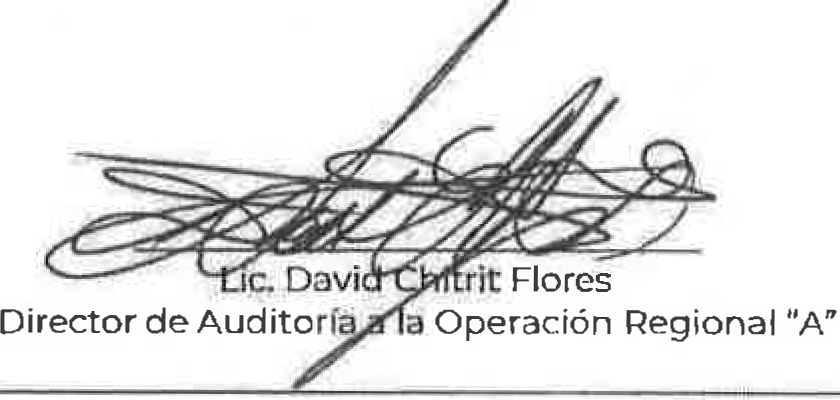 Lic. David Chitrit Flores
Director de Auditoría a la Operación Regional "A"